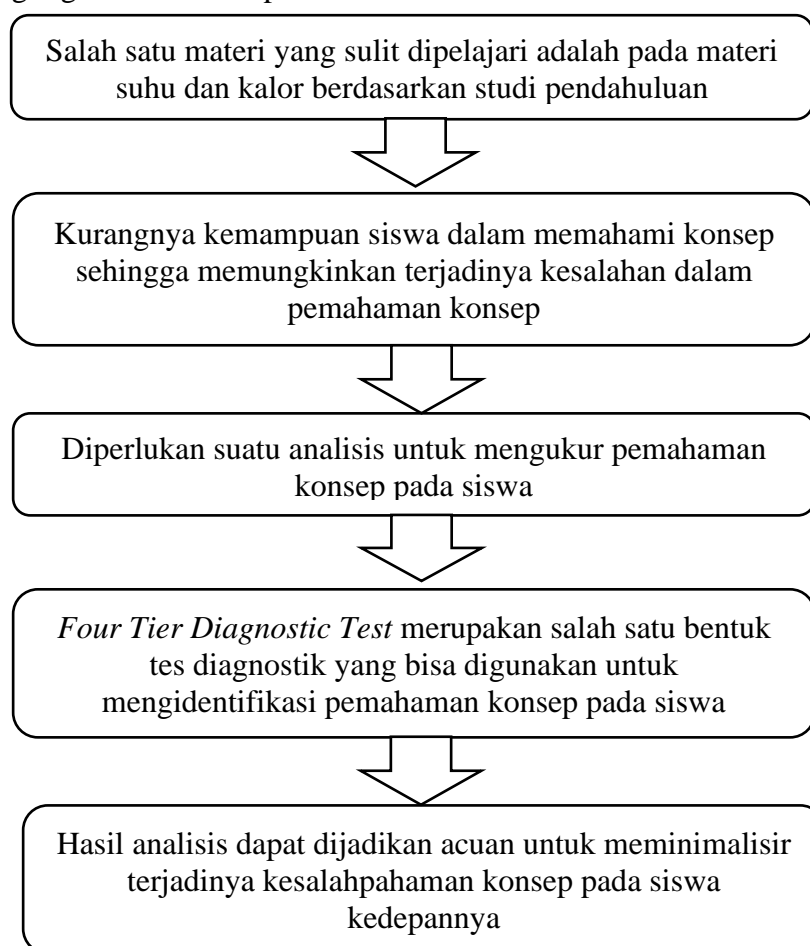 Salah satu materi yang sulit dipelajari adalah pada materi
suhu dan kalor berdasarkan studi pendahuluan
Kurangnya kemampuan siswa dalam memahami konsep
sehingga memungkinkan terjadinya kesalahan dalam
pemahaman konsep
Diperlukan suatu analisis untuk mengukur pemahaman
konsep pada siswa
Four Tier Diagnostic Test merupakan salah satu bentuk
tes diagnostik yang bisa digunakan untuk
mengidentifikasi pemahaman konsep pada siswa
Hasil analisis dapat dijadikan acuan untuk meminimalisir
terjadinya kesalahpahaman konsep pada siswa
kedepannya